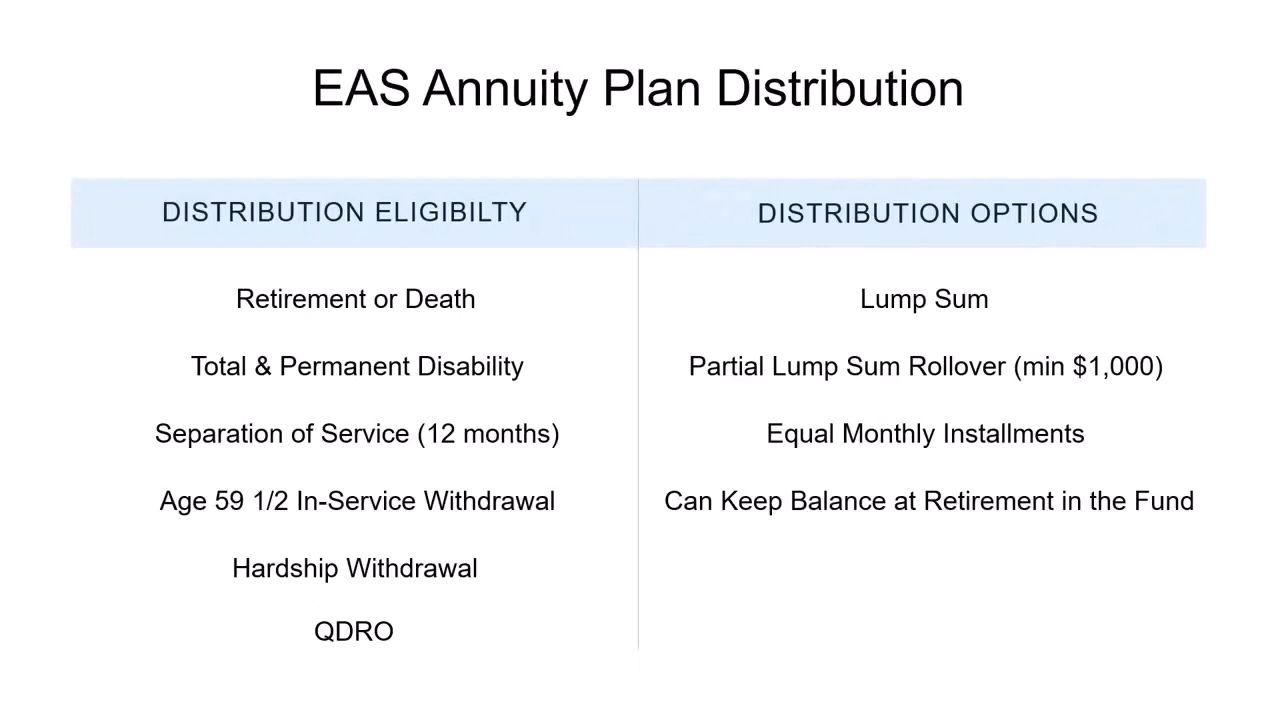 EAS Annuity Plan Distribution
DISTRIBUTION ELIGIBILTY
Retirement or Death
Total & Permanent Disability
Separation of Service (12 months)
Age 59 1/2 In-Service Withdrawal
Hardship Withdrawal
QDRO
DISTRIBUTION OPTIONS
Lump Sum
Partial Lump Sum Rollover (min $1,000)
Equal Monthly Installments
Can Keep Balance at Retirement in the Fund